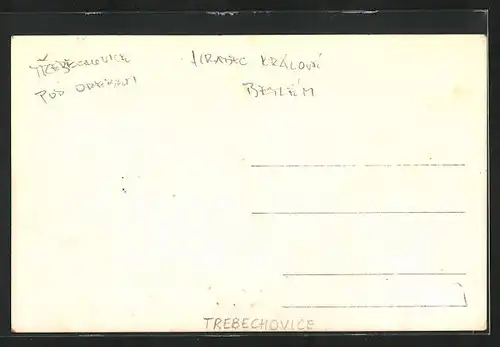 TŘEBECHOVICE
POD OREBEM
HRADEC KRÁLOVÉ
BETLÉM
TREBECHOVICE